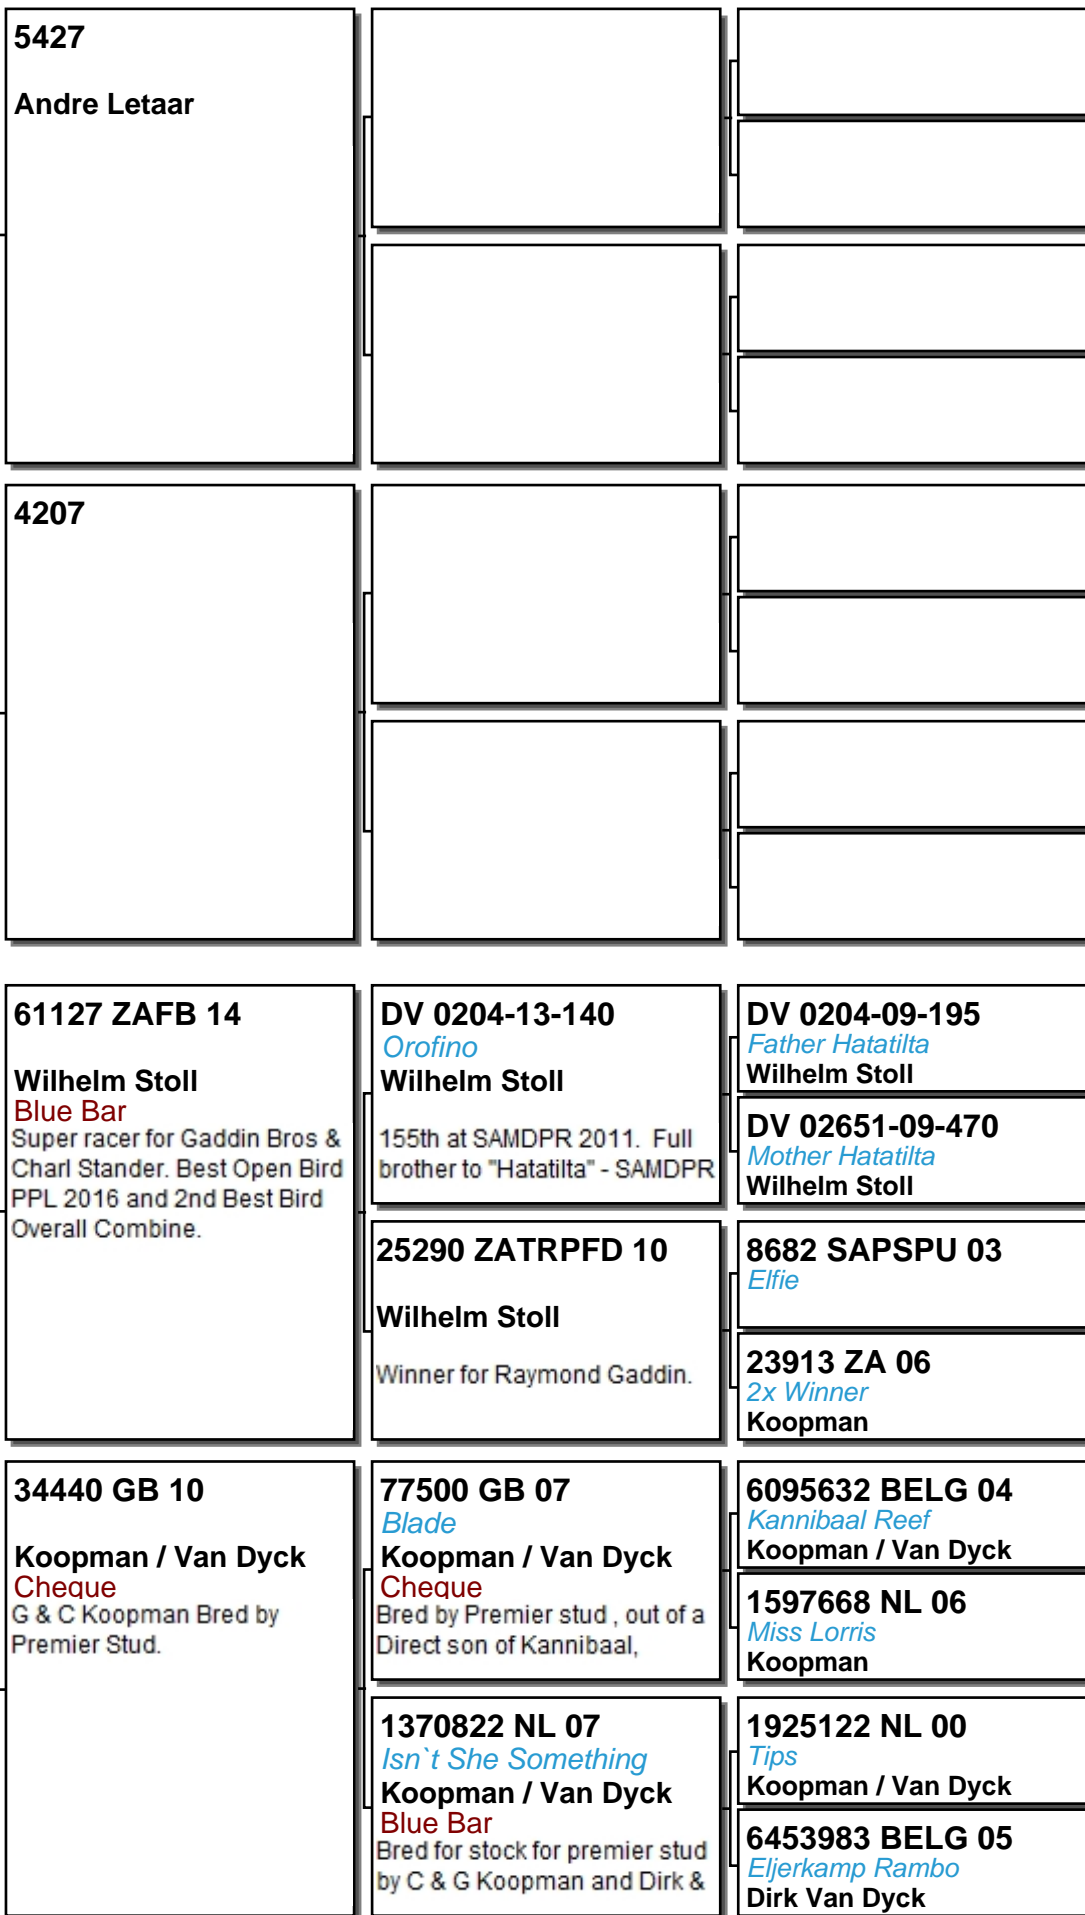 5427
Andre Letaar
4207
61127 ZAFB 14
Wilhelm Stoll
Blue Bar
Super racer for Gaddin Bros &
Charl Stander. Best Open Bird
PPL 2016 and 2nd Best Bird
Overall Combine.
34440 GB 10
Koopman / Van Dyck
Cheque
G & C Koopman Bred by
Premier Stud.
DV 0204-13-140
Orofino
Wilhelm Stoll
155th at SAMDPR 2011. Full
brother to "Hatatilta" - SAMDPR
25290 ZATRPFD 10
Wilhelm Stoll
Winner for Raymond Gaddin.
77500 GB 07
Blade
Koopman / Van Dyck
Cheque
Bred by Premier stud , out of a
Direct son of Kannibaal,
1370822 NL 07
Isn`t She Something
Koopman / Van Dyck
Blue Bar
Bred for stock for premier stud
by C & G Koopman and Dirk &
DV 0204-09-195
Father Hatatilta
Wilhelm Stoll
DV 02651-09-470
Mother Hatatilta
Wilhelm Stoll
8682 SAPSPU 03
Elfie
23913 ZA 06
2x Winner
Koopman
6095632 BELG 04
Kannibaal Reef
Koopman / Van Dyck
1597668 NL 06
Miss Lorris
Koopman
1925122 NL 00
Tips
Koopman / Van Dyck
6453983 BELG 05
Eljerkamp Rambo
Dirk Van Dyck